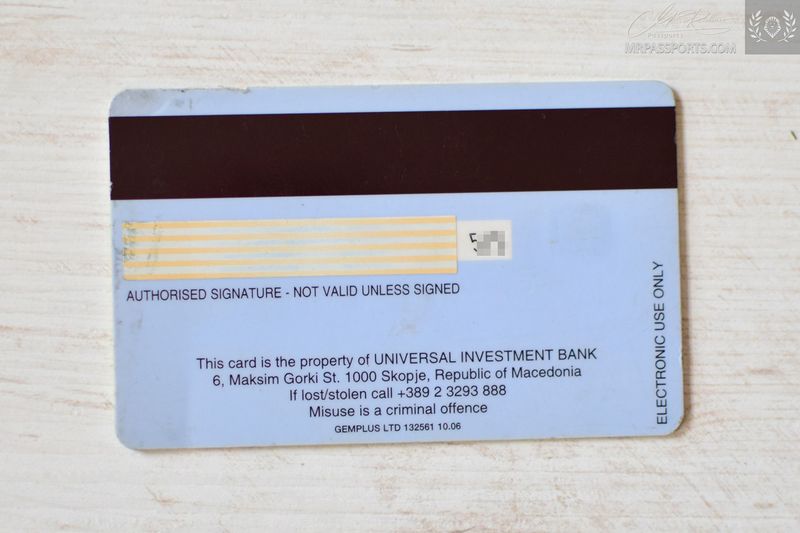 Passports
MRPASSPORTS.COM
5
AUTHORISED SIGNATURE - NOT VALID UNLESS SIGNED
ELECTRONIC USE ONLY
This card is the property of UNIVERSAL INVESTMENT BANK
6, Maksim Gorki St. 1000 Skopje, Republic of Macedonia
If lost/stolen call +389 2 3293 888
Misuse is a criminal offence
GEMPLUS LTD 132561 10.06